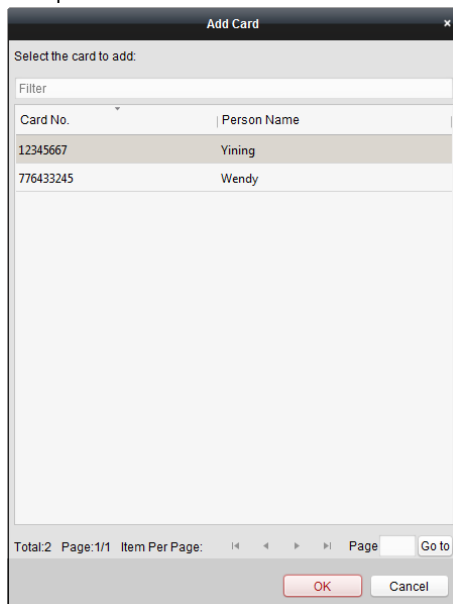 Add Card ×
Select the card to add:
Filter
Card No. Person Name
12345667 Yining
776433245 Wendy
Total:2 Page:1/1 Item Per Page: Page Go to
OK Cancel